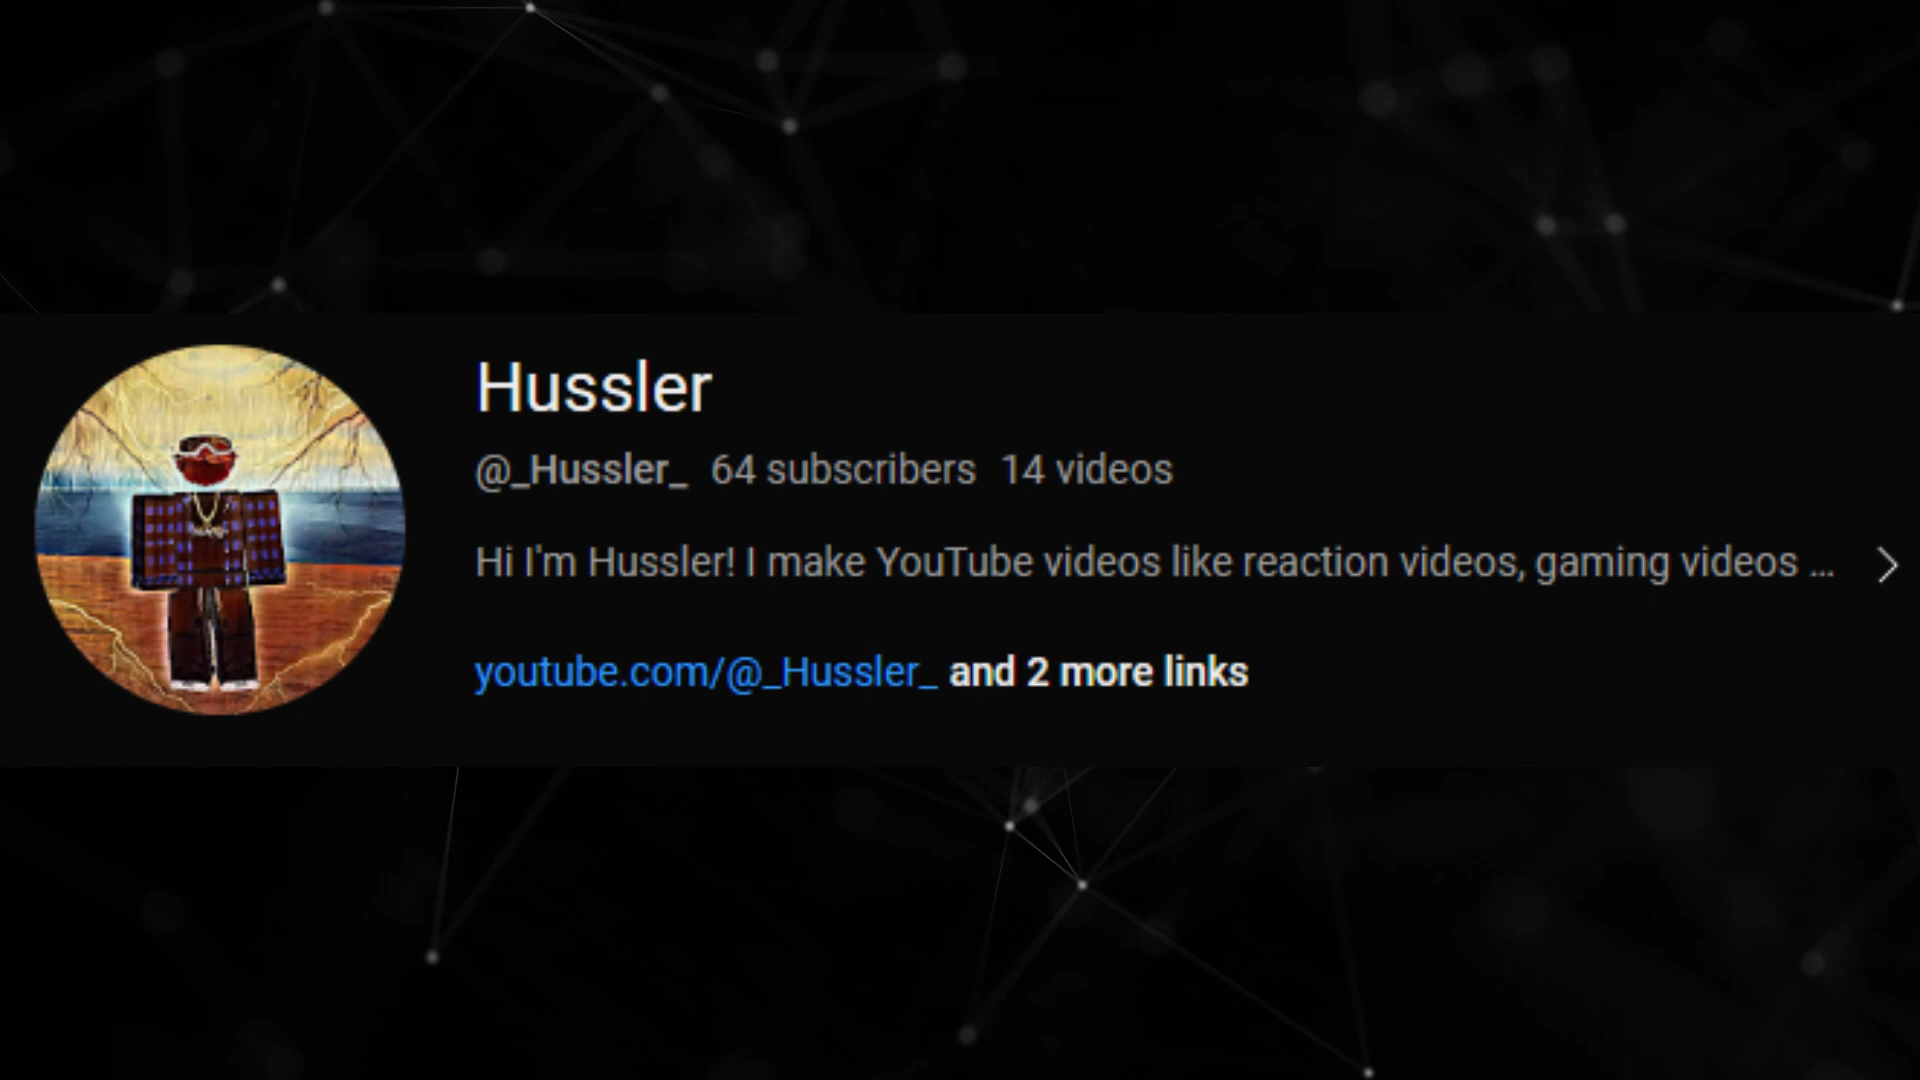 Hussler
@_Hussler_ 64 subscribers 14 videos
Hi I'm Hussler! I make YouTube videos like reaction videos, gaming videos ...
youtube.com/@_Hussler_ and 2 more links